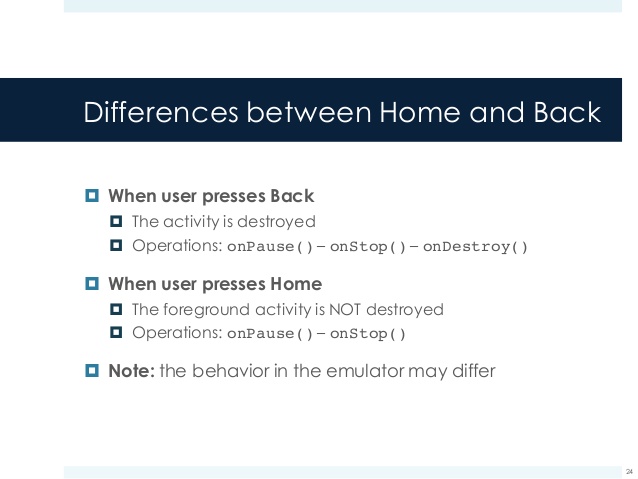 Differences between Home and Back
When user presses Back
The activity is destroyed
Operations: onPause()– onStop()– onDestroy()
When user presses Home
The foreground activity is NOT destroyed
Operations: onPause()– onStop()
Note: the behavior in the emulator may differ
24